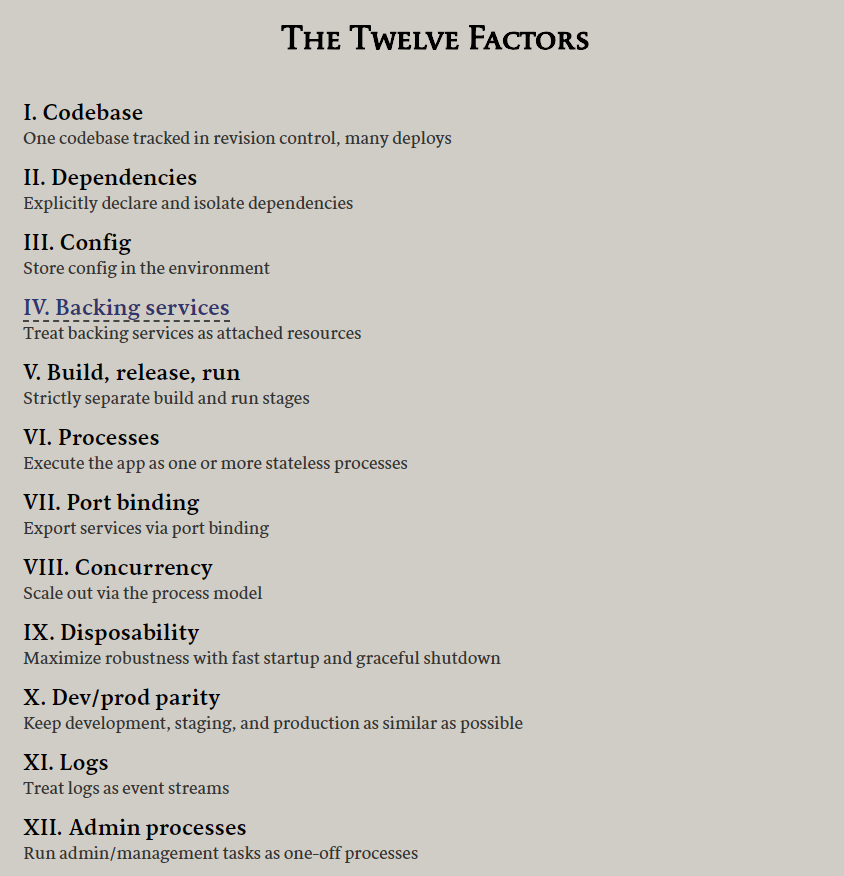 The Twelve Factors
I. Codebase
One codebase tracked in revision control, many deploys
II. Dependencies
Explicitly declare and isolate dependencies
III. Config
Store config in the environment
IV. Backing services
Treat backing services as attached resources
V. Build, release, run
Strictly separate build and run stages
VI. Processes
Execute the app as one or more stateless processes
VII. Port binding
Export services via port binding
VIII. Concurrency
Scale out via the process model
IX. Disposability
Maximize robustness with fast startup and graceful shutdown
X. Dev/prod parity
Keep development, staging, and production as similar as possible
XI. Logs
Treat logs as event streams
XII. Admin processes
Run admin/management tasks as one-off processes